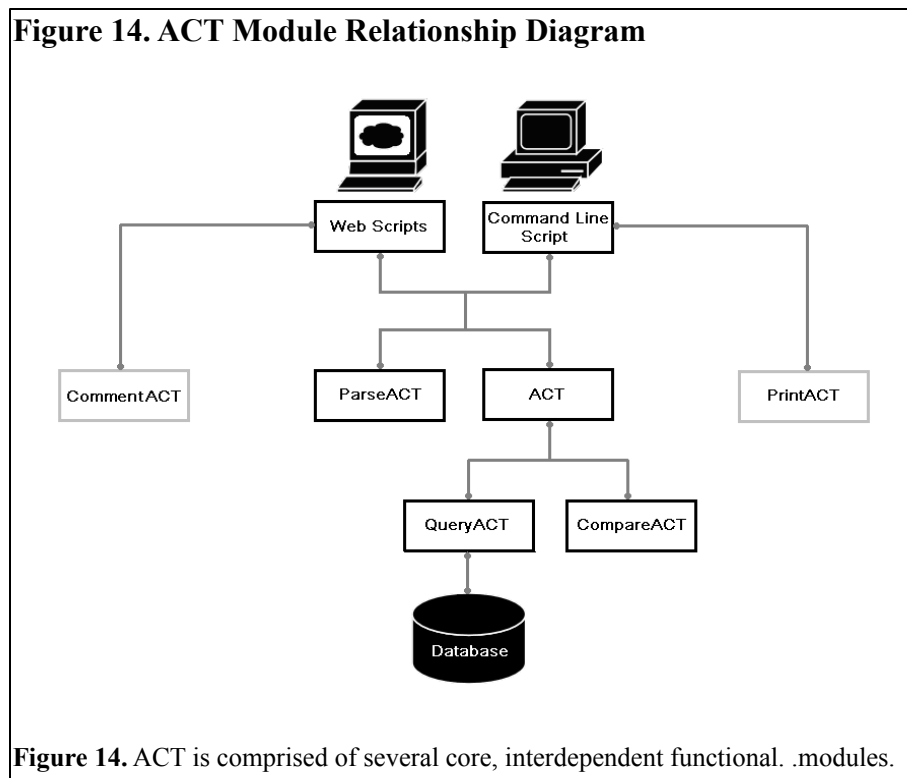 Figure 14. ACT Module Relationship Diagram
Web Scripts
Command Line
Script
CommentACT
ParseACT
ACT
PrintACT
QueryACT
CompareACT
Database
Figure 14. ACT is comprised of several core, interdependent functional. .modules.